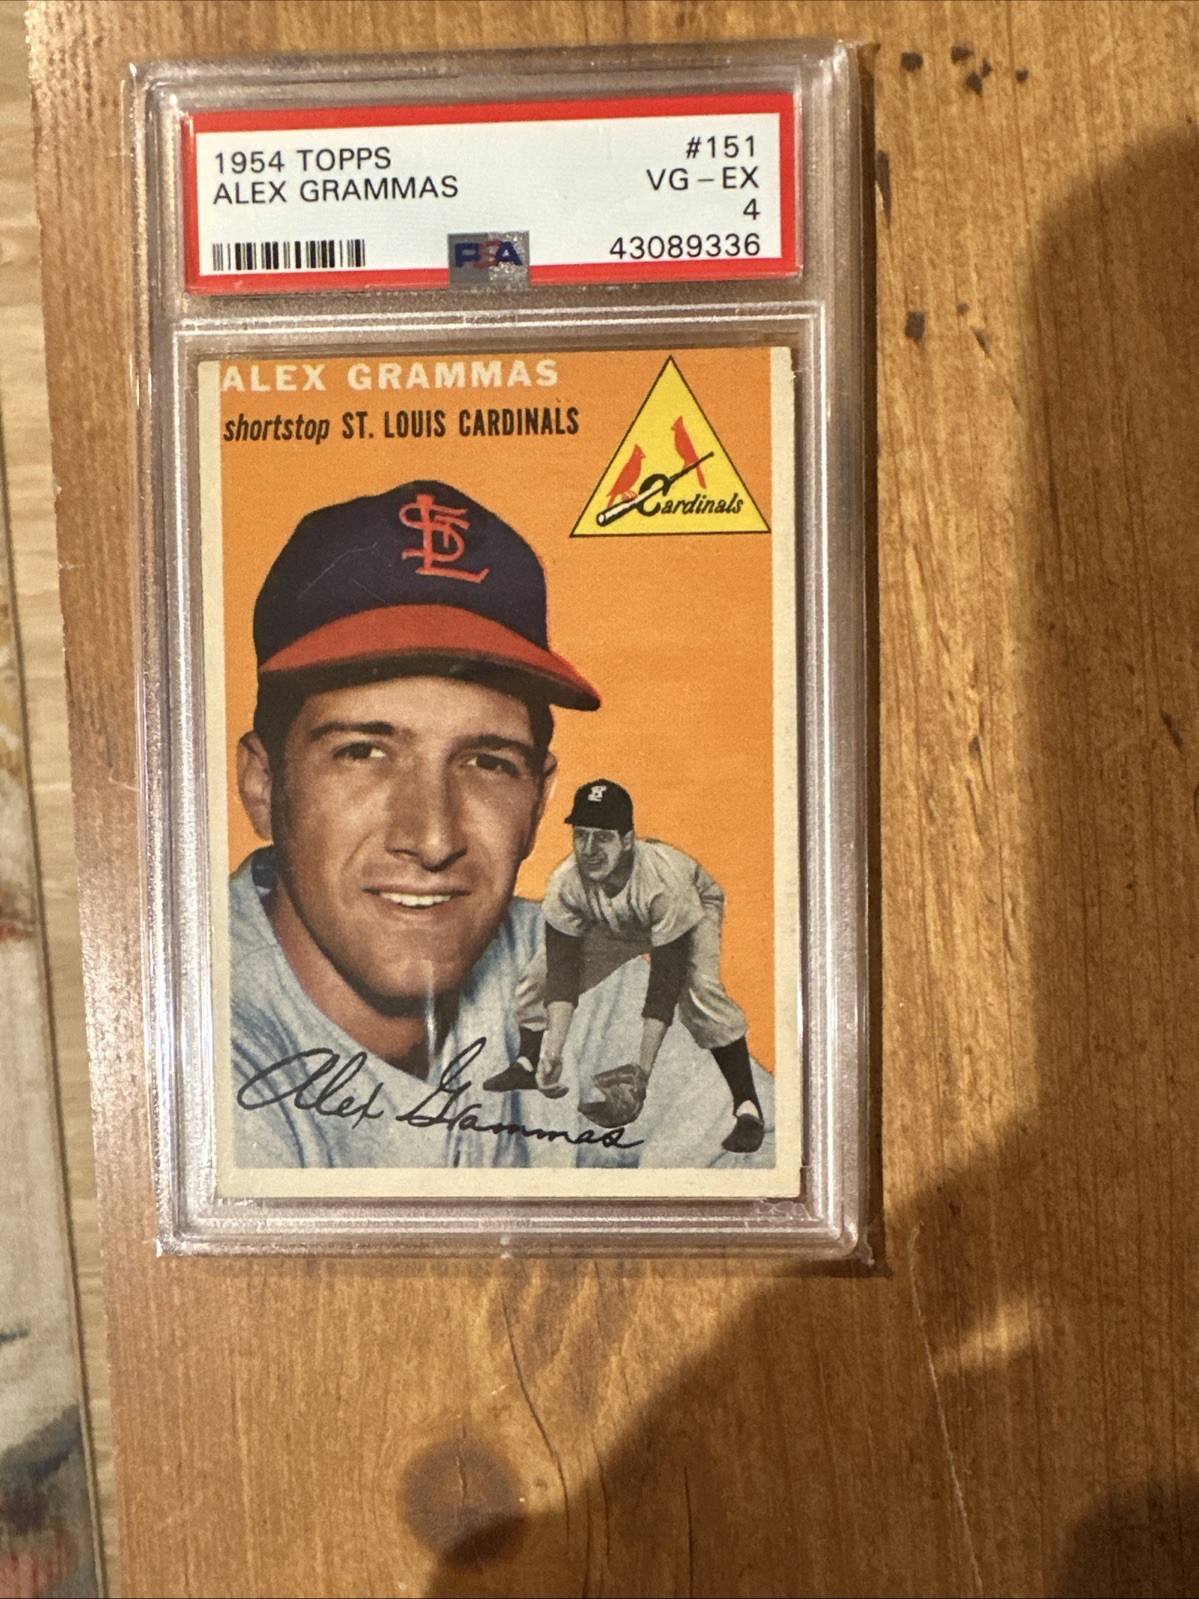 1954 TOPPS
ALEX GRAMMAS
#151
VG-EX
4
43089336
PSA
ALEX GRAMMAS
shortstop ST. LOUIS CARDINALS
Cardinals
STL
Alex Grammas